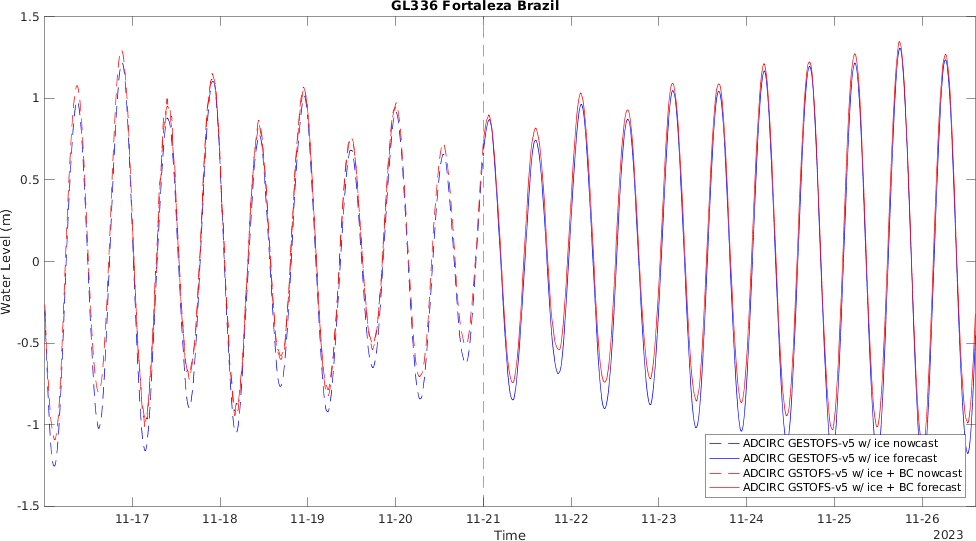 GL336 Fortaleza Brazil
1.5
1
0.5
0
-0.5
-1
-1.5
Water Level (m)
ADCIRC GESTOFS-v5 w/ ice nowcast
ADCIRC GESTOFS-v5 w/ ice forecast
ADCIRC GSTOFS-v5 w/ ice + BC nowcast
ADCIRC GSTOFS-v5 w/ ice + BC forecast
11-17 11-18 11-19 11-20 11-21 11-22 11-23 11-24 11-25 11-26
Time
2023